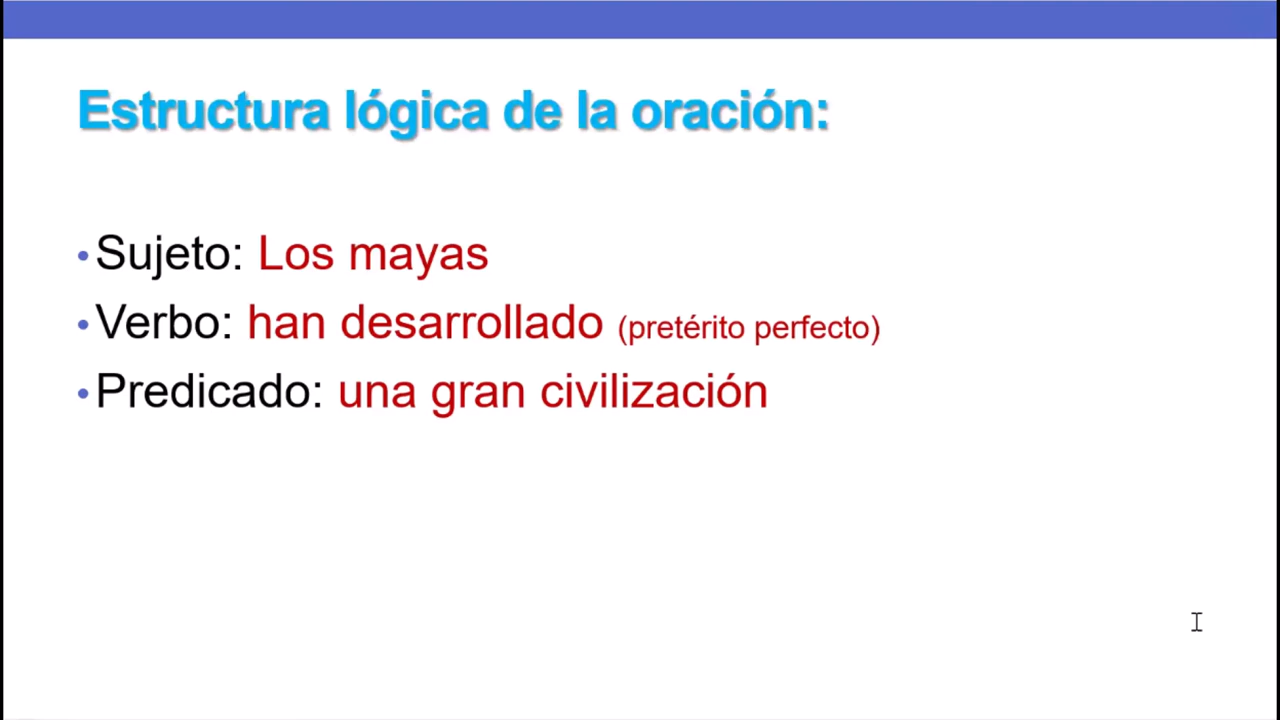 Estructura lógica de la oración:
• Sujeto: Los mayas
• Verbo: han desarrollado (pretérito perfecto)
• Predicado: una gran civilización